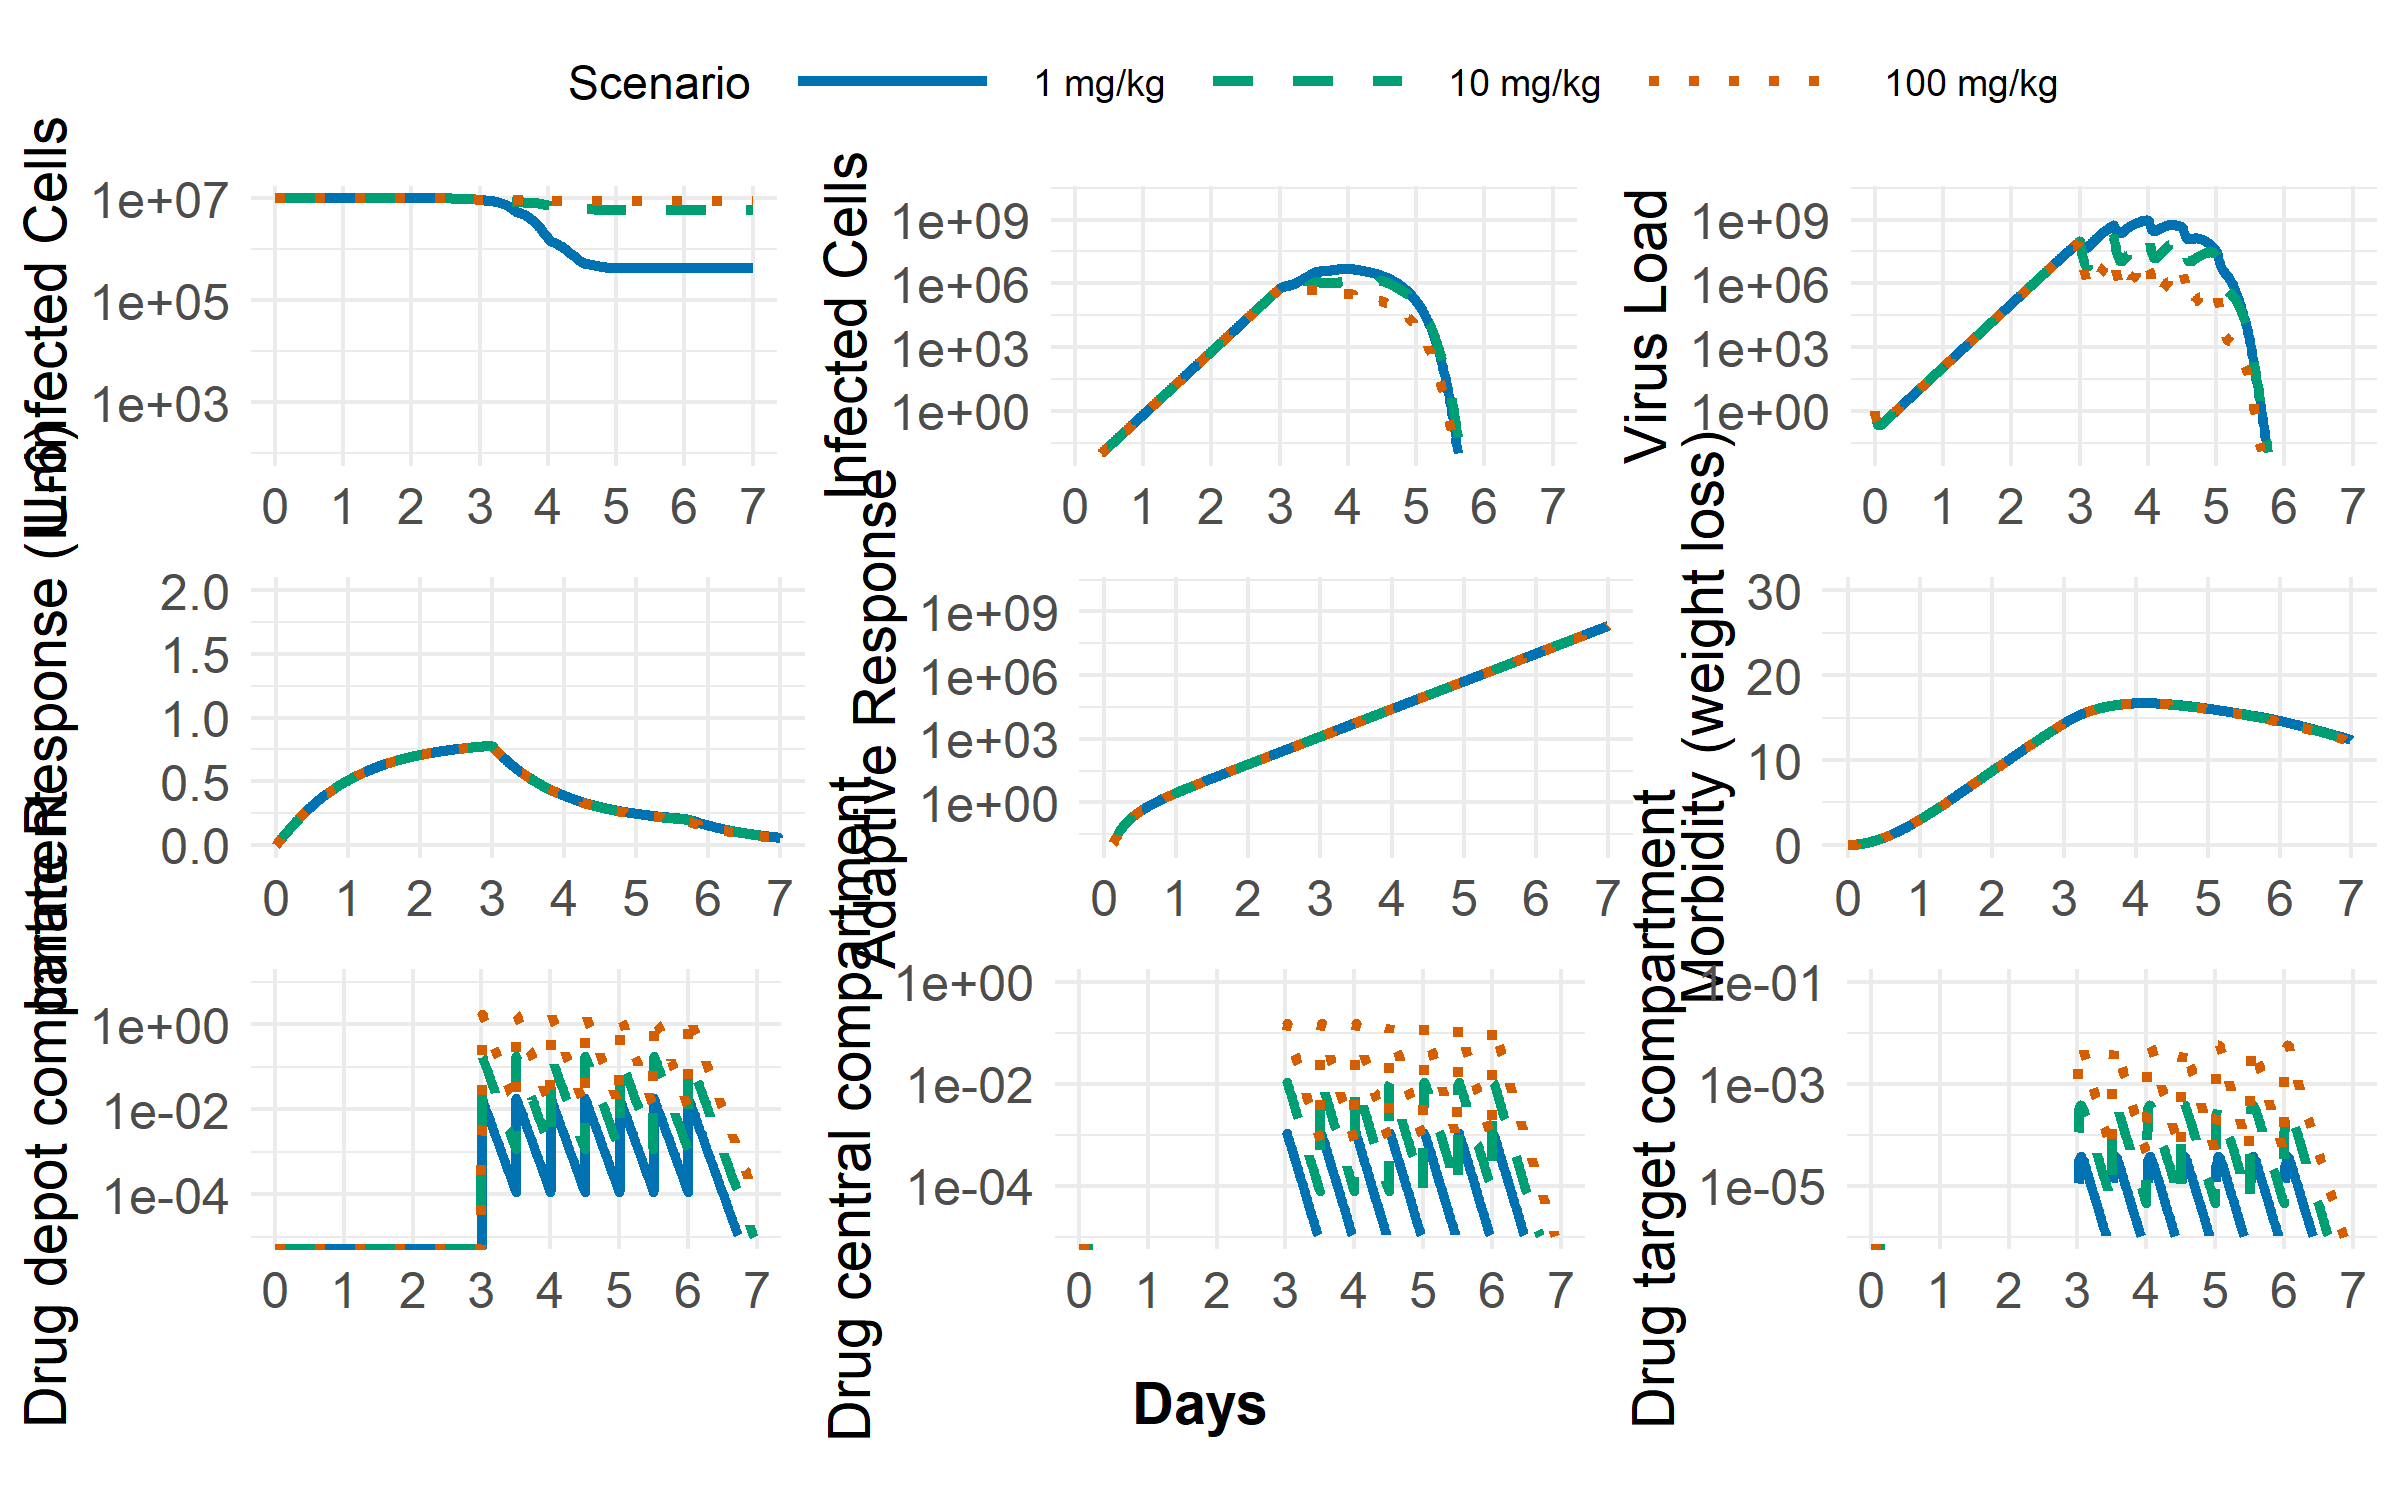 Scenario 1 mg/kg 10 mg/kg 100 mg/kg
Uninfected Cells
1e+07
1e+05
1e+03
0 1 2 3 4 5 6 7
Infected Cells
1e+09
1e+06
1e+03
1e+00
0 1 2 3 4 5 6 7
Virus Load
1e+09
1e+06
1e+03
1e+00
0 1 2 3 4 5 6 7
Innate Response (IL-6)
2.0
1.5
1.0
0.5
0.0
0 1 2 3 4 5 6 7
Adaptive Response
1e+09
1e+06
1e+03
1e+00
0 1 2 3 4 5 6 7
Morbidity (weight loss)
30
20
10
0
0 1 2 3 4 5 6 7
Drug depot compartment
1e+00
1e-02
1e-04
0 1 2 3 4 5 6 7
Drug central compartment
1e+00
1e-02
1e-04
0 1 2 3 4 5 6 7
Drug target compartment
1e-01
1e-03
1e-05
0 1 2 3 4 5 6 7
Days